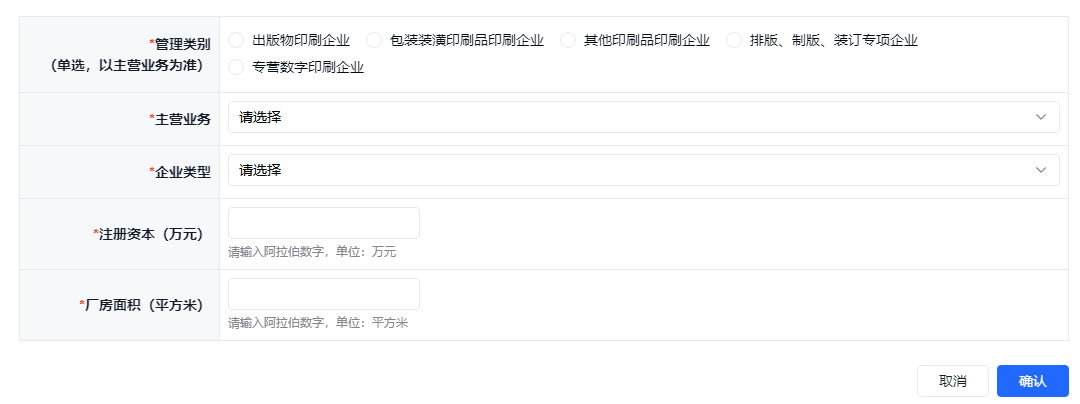 *管理类别
（单选，以主营业务为准）
出版物印刷企业 包装装潢印刷品印刷企业 其他印刷品印刷企业 排版、制版、装订专项企业
专营数字印刷企业
*主营业务
请选择
*企业类型
请选择
*注册资本（万元）
请输入阿拉伯数字，单位：万元
*厂房面积（平方米）
请输入阿拉伯数字，单位：平方米
取消 确认